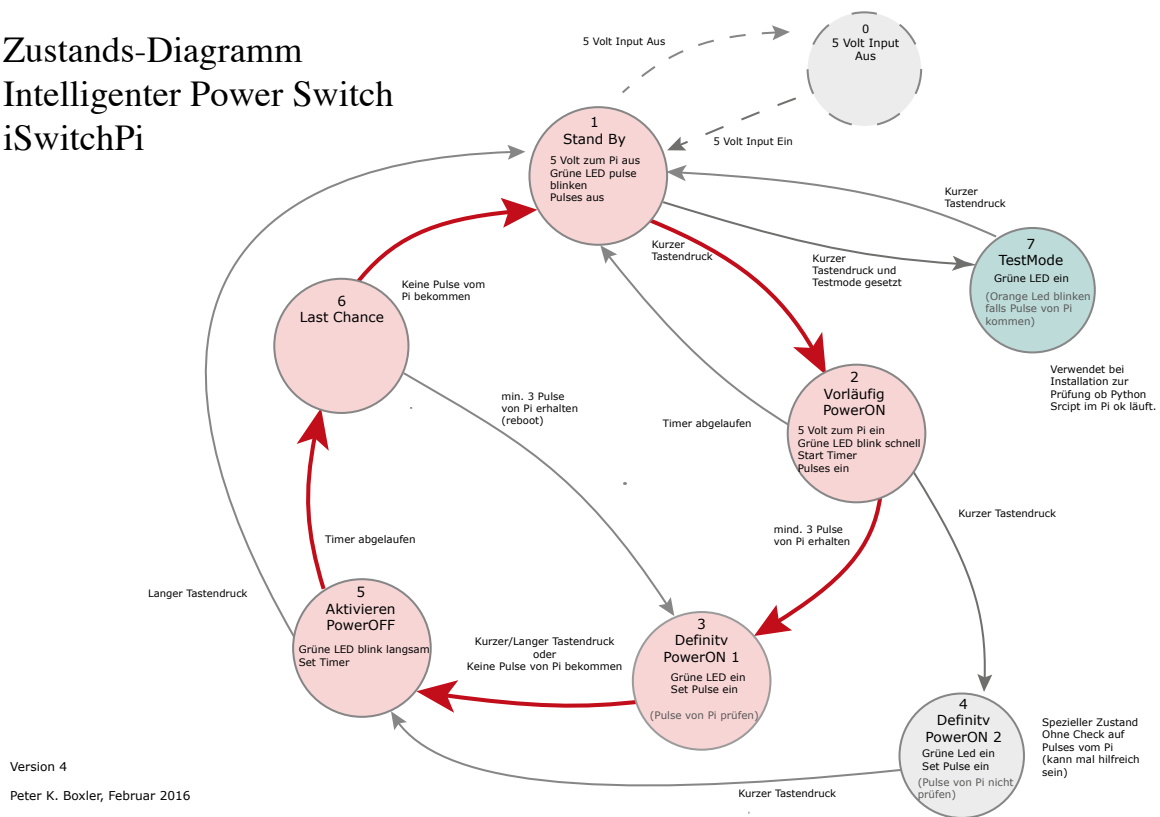 Zustands-Diagramm
Intelligenter Power Switch
iSwitchPi
5 Volt Input Aus
0
5 Volt Input
Aus
5 Volt Input Ein
1
Stand By
5 Volt zum Pi aus
Grüne LED pulse
blinken
Pulses aus
Kurzer
Tastendruck
7
TestMode
Grüne LED ein
(Orange Led blinken
falls Pulse von Pi
kommen)
Kurzer
Tastendruck
Kurzer
Tastendruck und
Testmode gesetzt
Verwendet bei
Installation zur
Prüfung ob Python
Srcipt im Pi ok läuft.
Keine Pulse vom
Pi bekommen
6
Last Chance
min. 3 Pulse
von Pi erhalten
(reboot)
Timer abgelaufen
2
Vorläufig
PowerON
5 Volt zum Pi ein
Grüne LED blink schnell
Start Timer
Pulses ein
Kurzer Tastendruck
mind. 3 Pulse
von Pi erhalten
Timer abgelaufen
Langer Tastendruck
5
Aktivieren
PowerOFF
Grüne LED blink langsam
Set Timer
Kurzer/Langer Tastendruck
oder
Keine Pulse von Pi bekommen
3
Definitv
PowerON 1
Grüne LED ein
Set Pulse ein
(Pulse von Pi prüfen)
4
Definitv
PowerON 2
Grüne Led ein
Set Pulse ein
(Pulse von Pi nicht
prüfen)
Spezieller Zustand
Ohne Check auf
Pulses vom Pi
(kann mal hilfreich
sein)
Kurzer Tastendruck
Version 4
Peter K. Boxler, Februar 2016